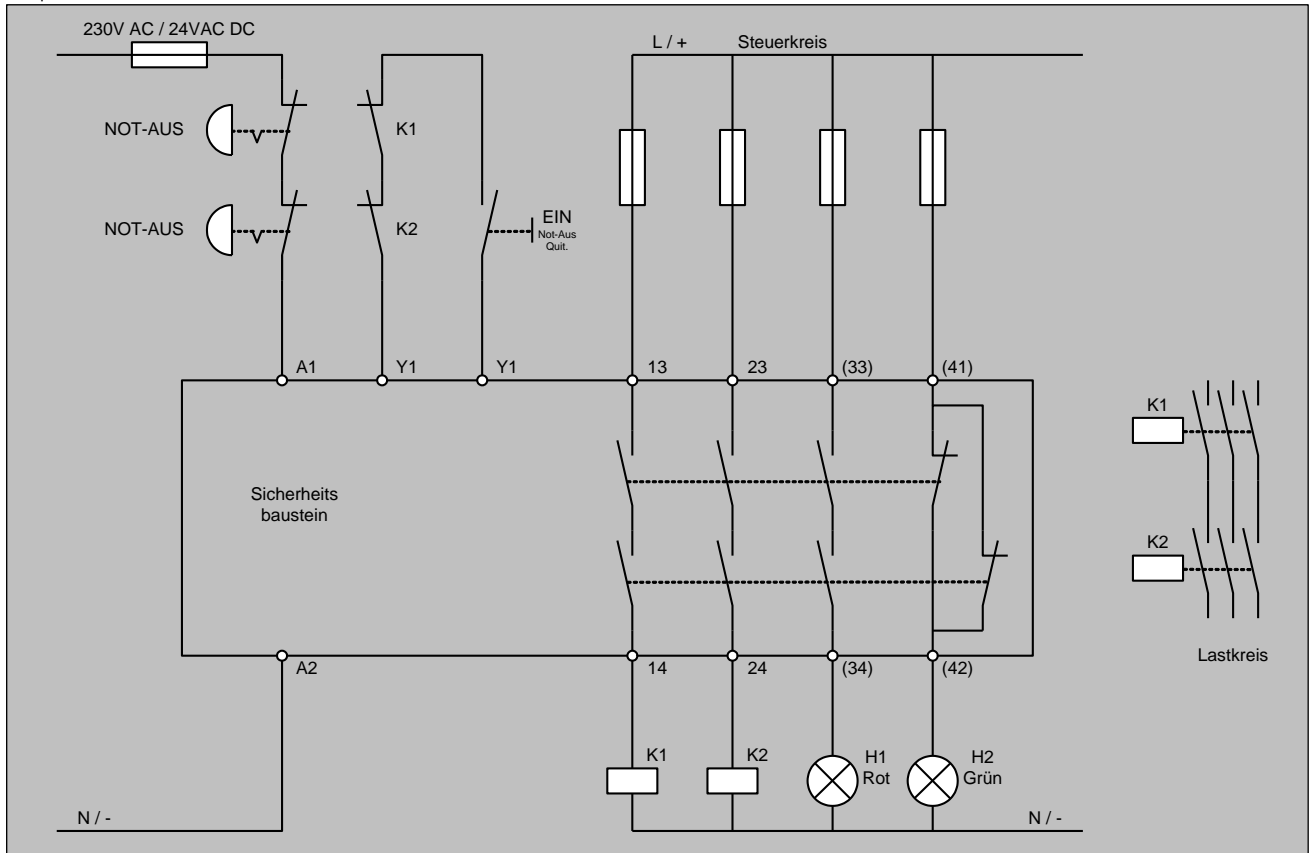 230V AC / 24VAC DC
L / +
Steuerkreis
NOT-AUS
K1
NOT-AUS
K2
EIN
Not-Aus
Quit.
A1
Y1
Y1
13
23
(33)
(41)
K1
Sicherheits
baustein
K2
A2
14
24
(34)
(42)
Lastkreis
K1
K2
H1
Rot
H2
Grün
N / -
N / -